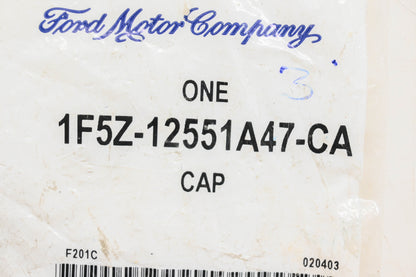 Ford Motor Company
ONE
3
1F5Z-12551A47-CA
CAP
F201C 020403